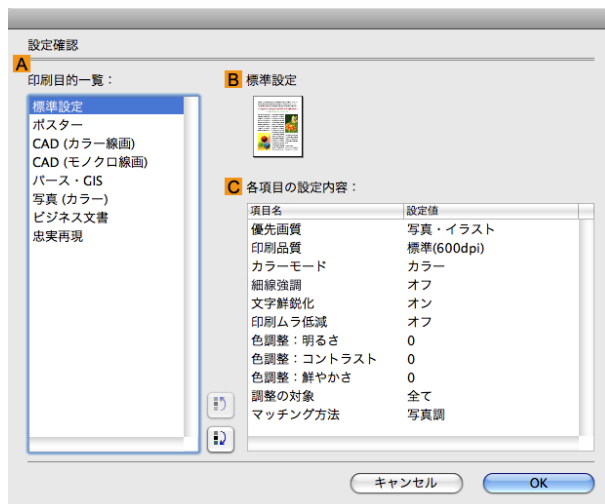 設定確認
A
印刷目的一覧：
標準設定
ポスター
CAD (カラー線画)
CAD (モノクロ線画)
パース・GIS
写真 (カラー)
ビジネス文書
忠実再現
B 標準設定
C 各項目の設定内容：
項目名 設定値
優先画質 写真・イラスト
印刷品質 標準(600dpi)
カラーモード カラー
細線強調 オフ
文字鮮鋭化 オン
印刷ムラ低減 オフ
色調整：明るさ 0
色調整：コントラスト 0
色調整：鮮やかさ 0
調整の対象 全て
マッチング方法 写真調
キャンセル OK